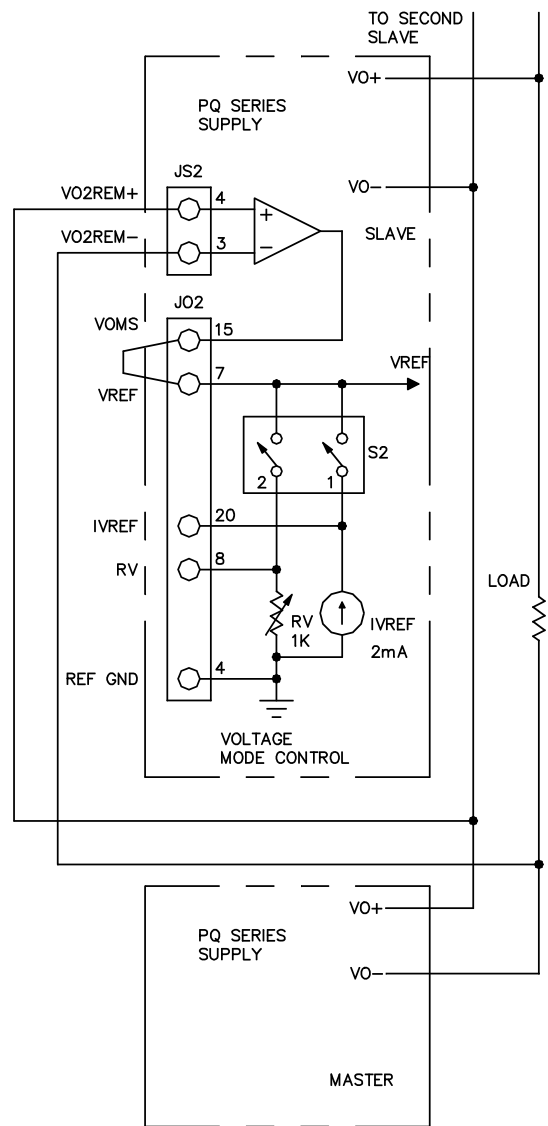 TO SECOND
SLAVE
VO+
PQ SERIES
SUPPLY
JS2
VO2REM+
4
+
VO-
VO2REM-
3
-
SLAVE
JO2
VOMS
15
VREF
7
VREF
S2
2
1
IVREF
20
RV
8
LOAD
RV
1K
IVREF
2mA
REF GND
4
VOLTAGE
MODE CONTROL
VO+
PQ SERIES
SUPPLY
VO-
MASTER